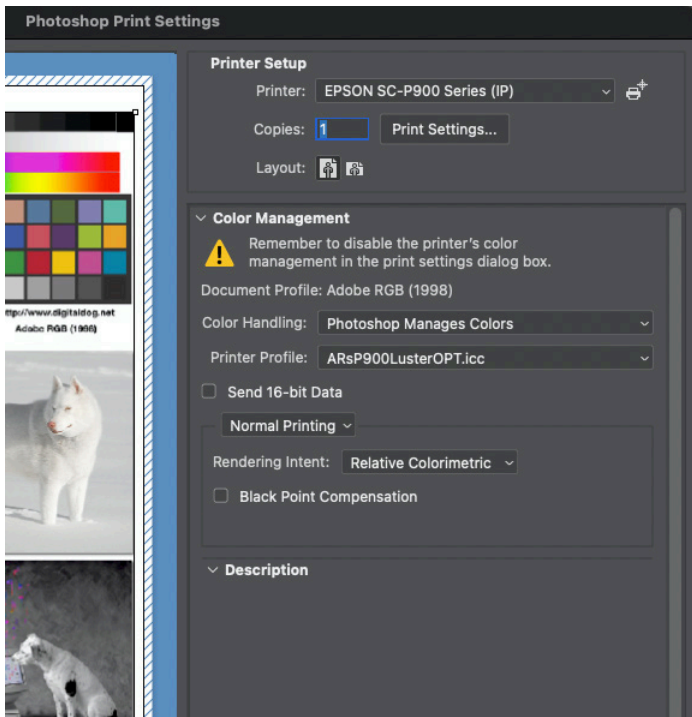 Photoshop Print Settings
Printer Setup
Printer: EPSON SC-P900 Series (IP)
Copies: 1 Print Settings...
Layout:
Color Management
Remember to disable the printer's color
management in the print settings dialog box.
Document Profile: Adobe RGB (1998)
Color Handling: Photoshop Manages Colors
Printer Profile: ARsP900LusterOPT.icc
Send 16-bit Data
Normal Printing
Rendering Intent: Relative Colorimetric
Black Point Compensation
Description
ttp://www.digitaldog.net
Adobe RGB (1998)